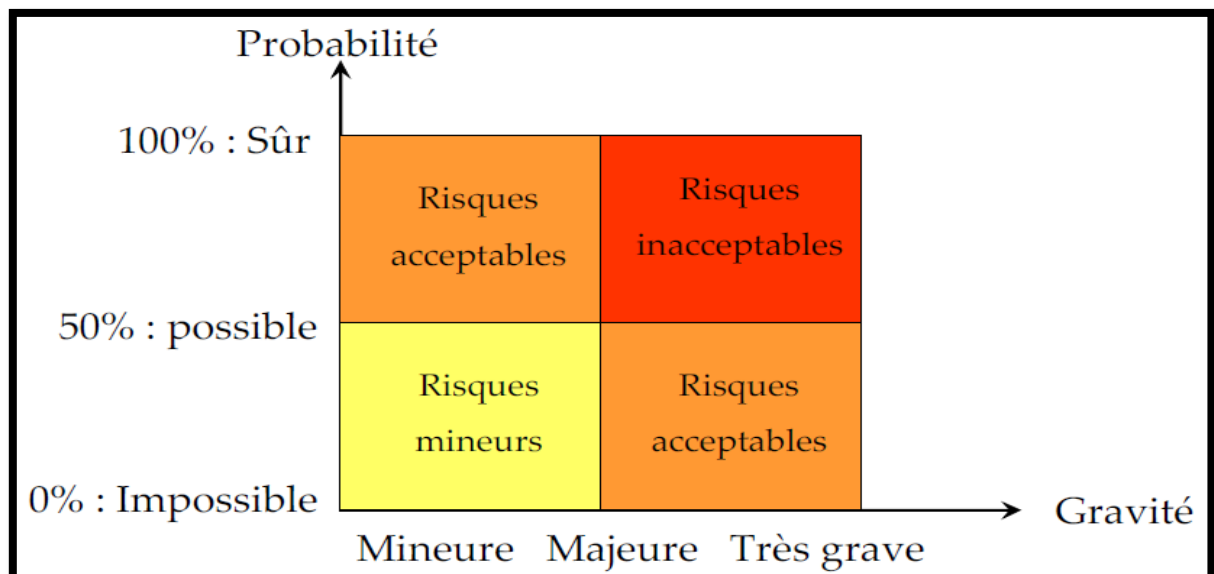 Probabilité
100% : Sûr
Risques
acceptables
Risques
inacceptables
50% : possible
Risques
mineurs
Risques
acceptables
0% : Impossible
Gravité
Mineure Majeure Très grave